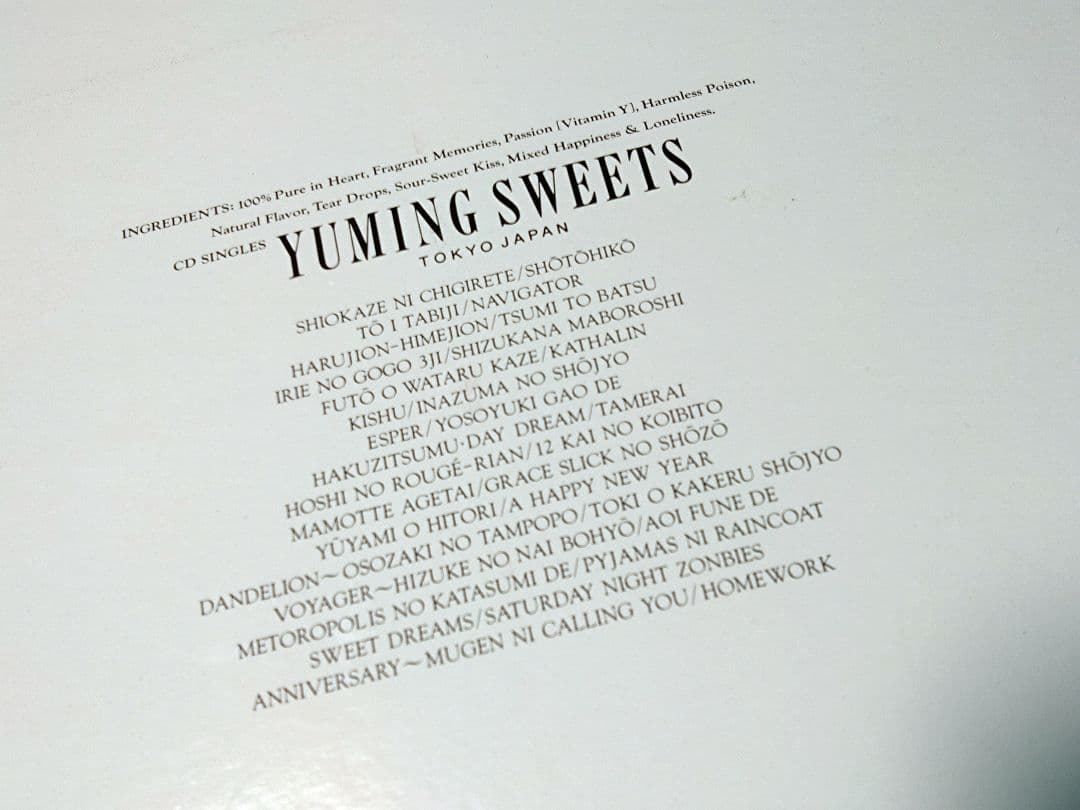 INGREDIENTS: 100% Pure in Heart, Fragrant Memories, Passion [Vitamin Y], Harmless Poison,
Natural Flavor, Tear Drops, Sour-Sweet Kiss, Mixed Happiness & Loneliness.
CD SINGLES YUMING SWEETS
TOKYO JAPAN
SHIOKAZE NI CHIGIRETE/SHŌTŌHIKŌ
TŌ I TABIJI/NAVIGATOR
HARUJION-HIMEJION/TSUMI TO BATSU
IRIE NO GOGO 3JI/SHIZUKANA MABOROSHI
FUTŌ O WATARU KAZE/KATHALIN
KISHU/INAZUMA NO SHŌJYO
ESPER/YOSOYUKI GAO DE
HAKUZITSUMU·DAY DREAM/TAMERAI
HOSHI NO ROUGÉ-RIAN/12 KAI NO KOIBITO
MAMOTTE AGETAI/GRACE SLICK NO SHŌZŌ
YŪYAMI O HITORI/A HAPPY NEW YEAR
DANDELION~OSOZAKI NO TAMPOPO/TOKI O KAKERU SHŌJYO
VOYAGER~HIZUKE NO NAI BOHYŌ/AOI FUNE DE
METOROPOLIS NO KATASUMI DE/PYJAMAS NI RAINCOAT
SWEET DREAMS/SATURDAY NIGHT ZONBIES
ANNIVERSARY~MUGEN NI CALLING YOU/HOMEWORK